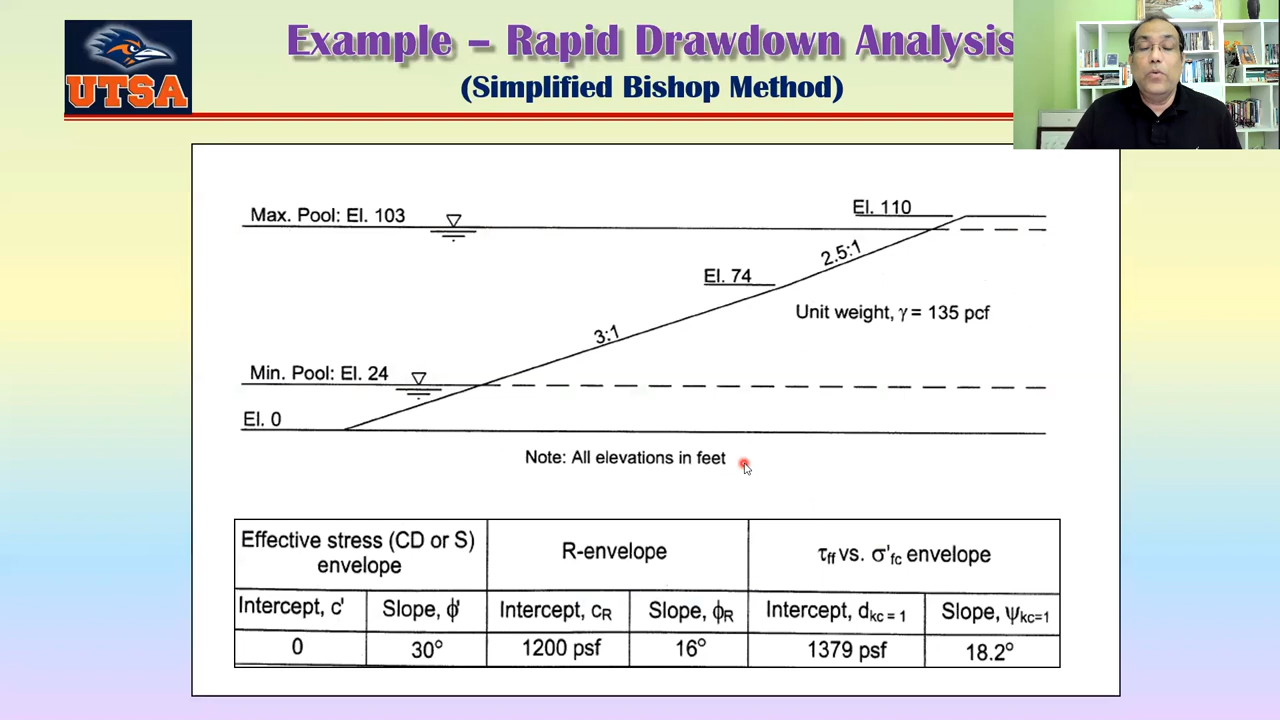 UTSA
Example – Rapid Drawdown Analysis
(Simplified Bishop Method)
Max. Pool: El. 103
El. 110
2.5:1
El. 74
Unit weight, γ = 135 pcf
3:1
Min. Pool: El. 24
El. 0
Note: All elevations in feet
Effective stress (CD or S) envelope
R-envelope
τff vs. σ'fc envelope
Intercept, c'
Slope, ϕ'
Intercept, cR
Slope, ϕR
Intercept, dkc = 1
Slope, ψkc=1
0
30°
1200 psf
16°
1379 psf
18.2°